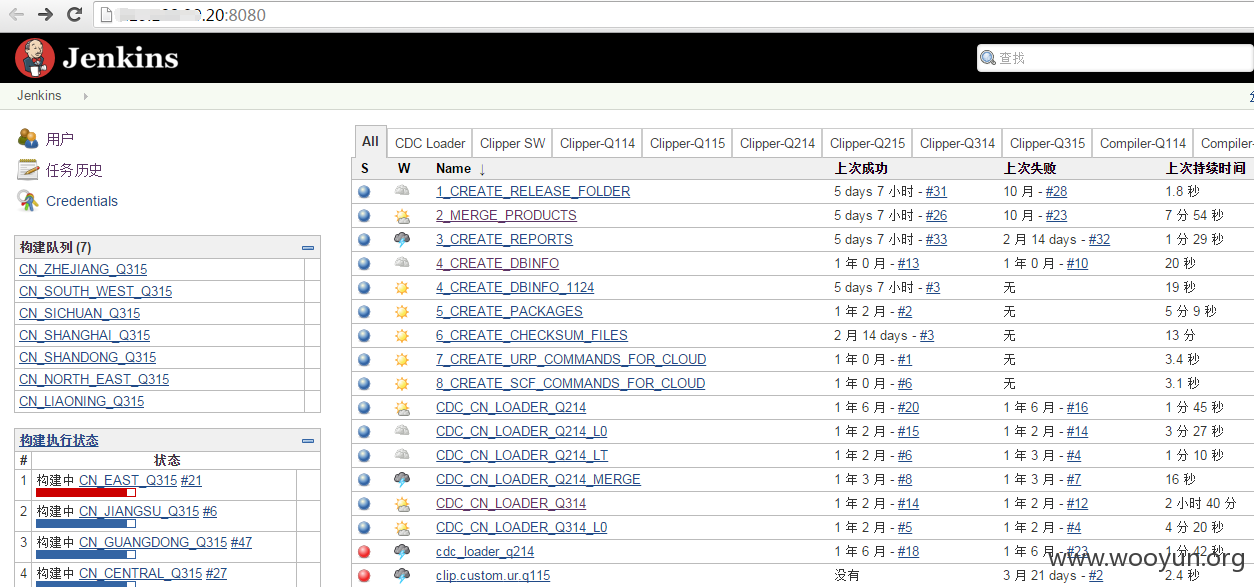 .20:8080
Jenkins
查找
Jenkins
用户
任务历史
Credentials
构建队列 (7)
CN_ZHEJIANG_Q315
CN_SOUTH_WEST_Q315
CN_SICHUAN_Q315
CN_SHANGHAI_Q315
CN_SHANDONG_Q315
CN_NORTH_EAST_Q315
CN_LIAONING_Q315
构建执行状态
# 状态
1 构建中 CN_EAST_Q315 #21
2 构建中 CN_JIANGSU_Q315 #6
3 构建中 CN_GUANGDONG_Q315 #47
4 构建中 CN_CENTRAL_Q315 #27
All CDC Loader Clipper SW Clipper-Q114 Clipper-Q115 Clipper-Q214 Clipper-Q215 Clipper-Q314 Clipper-Q315 Compiler-Q114 Compiler-
S W Name ↓ 上次成功 上次失败 上次持续时间
1_CREATE_RELEASE_FOLDER 5 days 7 小时 - #31 10 月 - #28 1.8 秒
2_MERGE_PRODUCTS 5 days 7 小时 - #26 10 月 - #23 7 分 54 秒
3_CREATE_REPORTS 5 days 7 小时 - #33 2 月 14 days - #32 1 分 29 秒
4_CREATE_DBINFO 1 年 0 月 - #13 1 年 0 月 - #10 20 秒
4_CREATE_DBINFO_1124 5 days 7 小时 - #3 无 19 秒
5_CREATE_PACKAGES 1 年 2 月 - #2 无 5 分 9 秒
6_CREATE_CHECKSUM_FILES 2 月 14 days - #3 无 13 分
7_CREATE_URP_COMMANDS_FOR_CLOUD 1 年 0 月 - #1 无 3.4 秒
8_CREATE_SCF_COMMANDS_FOR_CLOUD 1 年 0 月 - #6 无 3.1 秒
CDC_CN_LOADER_Q214 1 年 6 月 - #20 1 年 6 月 - #16 1 分 45 秒
CDC_CN_LOADER_Q214_L0 1 年 2 月 - #15 1 年 2 月 - #14 3 分 27 秒
CDC_CN_LOADER_Q214_LT 1 年 2 月 - #6 1 年 3 月 - #4 1 分 10 秒
CDC_CN_LOADER_Q214_MERGE 1 年 3 月 - #8 1 年 3 月 - #7 16 秒
CDC_CN_LOADER_Q314 1 年 2 月 - #14 1 年 2 月 - #12 2 小时 40 分
CDC_CN_LOADER_Q314_L0 1 年 2 月 - #5 1 年 2 月 - #4 4 分 20 秒
cdc_loader_q214 1 年 6 月 - #18 1 年 6 月 - #23 1 分 42 秒
clip.custom.ur.q115 没有 3 月 21 days - #2 2.4 秒
www.wooyun.org